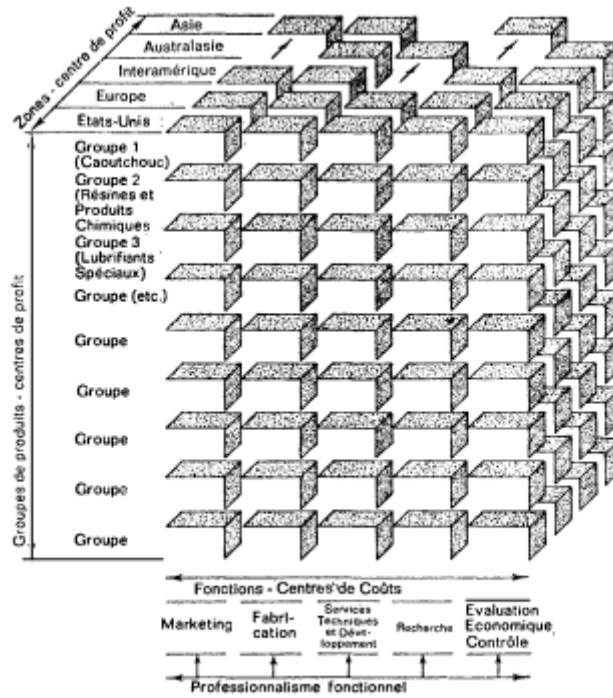 Asie
Australasie
Interamérique
Europe
Etats-Unis
Zones - centre de profit
Groupe 1
(Caoutchouc)
Groupe 2
(Résines et
Produits
Chimiques
Groupe 3
(Lubrifiants
Spéciaux)
Groupe (etc.)
Groupe
Groupe
Groupe
Groupe
Groupe
Groupes de produits - centres de profit
Fonctions - Centres de Coûts
Marketing
Fabri-
cation
Services
Techniques
et Déve-
loppement
Recherche
Evaluation
Economique,
Contrôle
Professionnalisme fonctionnel